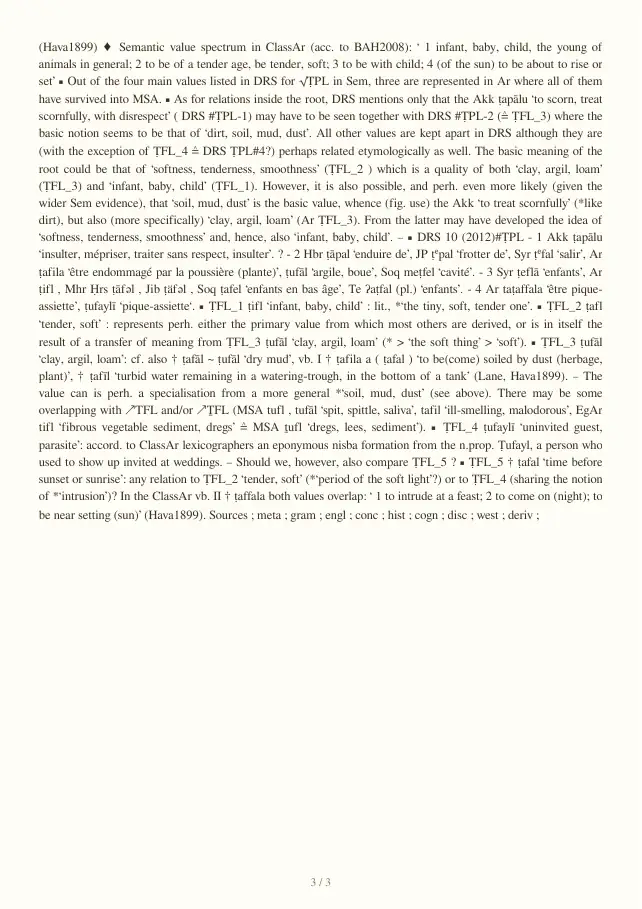 (Hava1899) ♦ Semantic value spectrum in ClassAr (acc. to BAH2008): ‘ 1 infant, baby, child, the young of
animals in general; 2 to be of a tender age, be tender, soft; 3 to be with child; 4 (of the sun) to be about to rise or
set’ ▪ Out of the four main values listed in DRS for √ṬPL in Sem, three are represented in Ar where all of them
have survived into MSA. ▪ As for relations inside the root, DRS mentions only that the Akk ṭapālu ‘to scorn, treat
scornfully, with disrespect’ ( DRS #ṬPL-1) may have to be seen together with DRS #ṬPL-2 (≙ ṬFL_3) where the
basic notion seems to be that of ‘dirt, soil, mud, dust’. All other values are kept apart in DRS although they are
(with the exception of ṬFL_4 ≙ DRS ṬPL#4?) perhaps related etymologically as well. The basic meaning of the
root could be that of ‘softness, tenderness, smoothness’ (ṬFL_2 ) which is a quality of both ‘clay, argil, loam’
(ṬFL_3) and ‘infant, baby, child’ (ṬFL_1). However, it is also possible, and perh. even more likely (given the
wider Sem evidence), that ‘soil, mud, dust’ is the basic value, whence (fig. use) the Akk ‘to treat scornfully’ (*like
dirt), but also (more specifically) ‘clay, argil, loam’ (Ar ṬFL_3). From the latter may have developed the idea of
‘softness, tenderness, smoothness’ and, hence, also ‘infant, baby, child’. – ▪ DRS 10 (2012)#ṬPL - 1 Akk ṭapālu
‘insulter, mépriser, traiter sans respect, insulter’. ? - 2 Hbr ṭāpal ‘enduire de’, JP ṭᵉpal ‘frotter de’, Syr ṭᵉfal ‘salir’, Ar
ṭafila ‘être endommagé par la poussière (plante)’, ṭufāl ‘argile, boue’, Soq meṭfel ‘cavité’. - 3 Syr ṭeflā ‘enfants’, Ar
ṭifl , Mhr Ḥrs ṭāfəl , Jib ṭāfəl , Soq ṭafel ‘enfants en bas âge’, Te ʔaṭfal (pl.) ‘enfants’. - 4 Ar taṭaffala ‘être pique-
assiette’, ṭufaylī ‘pique-assiette‘. ▪ ṬFL_1 ṭifl ‘infant, baby, child’ : lit., *‘the tiny, soft, tender one’. ▪ ṬFL_2 ṭafl
‘tender, soft’ : represents perh. either the primary value from which most others are derived, or is in itself the
result of a transfer of meaning from ṬFL_3 ṭufāl ‘clay, argil, loam’ (* > ‘the soft thing’ > ‘soft’). ▪ ṬFL_3 ṭufāl
‘clay, argil, loam’: cf. also † ṭafāl ~ ṭufāl ‘dry mud’, vb. I † ṭafila a ( ṭafal ) ‘to be(come) soiled by dust (herbage,
plant)’, † ṭafīl ‘turbid water remaining in a watering-trough, in the bottom of a tank’ (Lane, Hava1899). – The
value can is perh. a specialisation from a more general *‘soil, mud, dust’ (see above). There may be some
overlapping with ↗TFL and/or ↗ṮFL (MSA tufl , tufāl ‘spit, spittle, saliva’, tafil ‘ill-smelling, malodorous’, EgAr
tifl ‘fibrous vegetable sediment, dregs’ ≙ MSA ṯufl ‘dregs, lees, sediment’). ▪ ṬFL_4 ṭufaylī ‘uninvited guest,
parasite’: accord. to ClassAr lexicographers an eponymous nisba formation from the n.prop. Ṭufayl, a person who
used to show up invited at weddings. – Should we, however, also compare ṬFL_5 ? ▪ ṬFL_5 † ṭafal ‘time before
sunset or sunrise’: any relation to ṬFL_2 ‘tender, soft’ (*‘period of the soft light’?) or to ṬFL_4 (sharing the notion
of *‘intrusion’)? In the ClassAr vb. II † ṭaffala both values overlap: ‘ 1 to intrude at a feast; 2 to come on (night); to
be near setting (sun)’ (Hava1899). Sources ; meta ; gram ; engl ; conc ; hist ; cogn ; disc ; west ; deriv ;
3 / 3